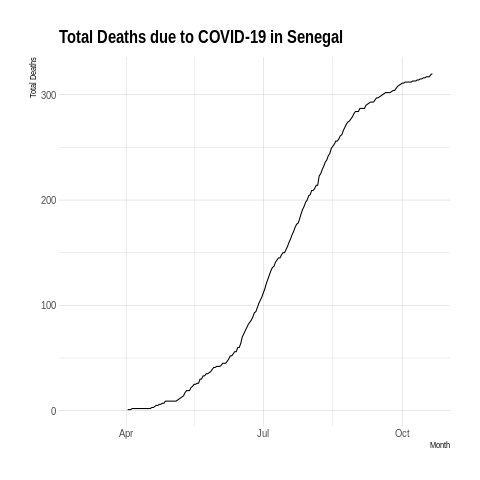 Total Deaths due to COVID-19 in Senegal
Total Deaths
300
200
100
0
Apr Jul Oct
Month